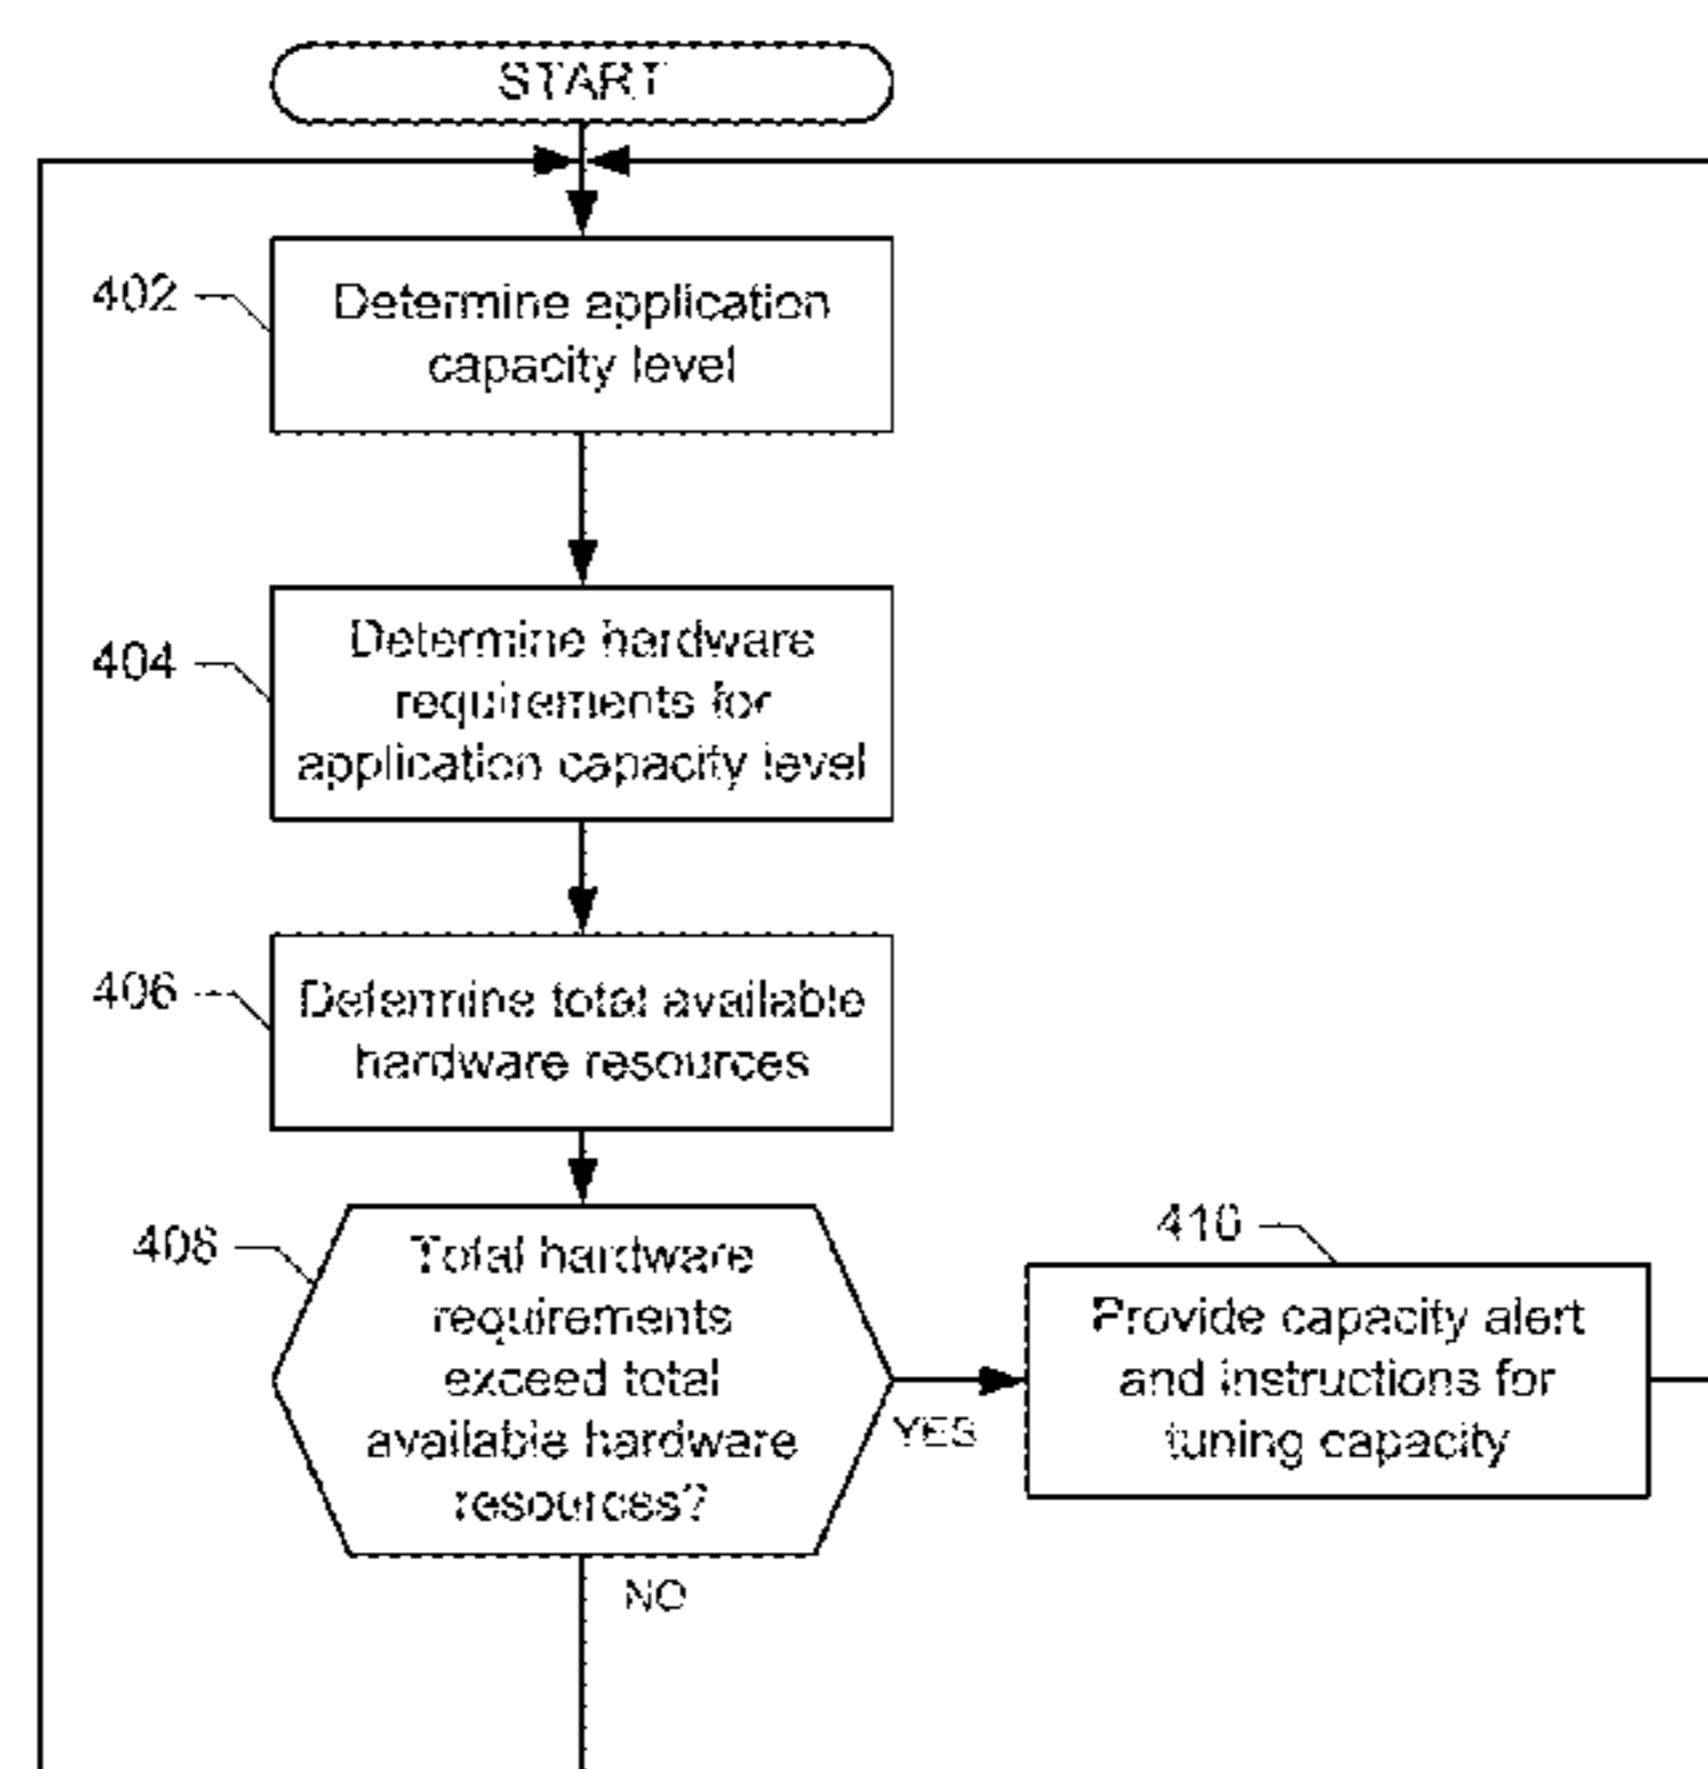 START
402
Determine application
capacity level
404
Determine hardware
requirements for
application capacity level
406
Determine total available
hardware resources
408
Total hardware
requirements
exceed total
available hardware
resources?
YES
NO
410
Provide capacity alert
and instructions for
tuning capacity